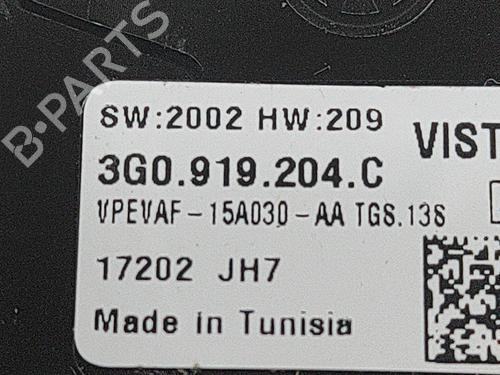 B-PARTS
SW:2002 HW:209
3G0.919.204.C
VIST
VPEVAF-15A030-AA TGS.13S
17202 JH7
Made in Tunisia